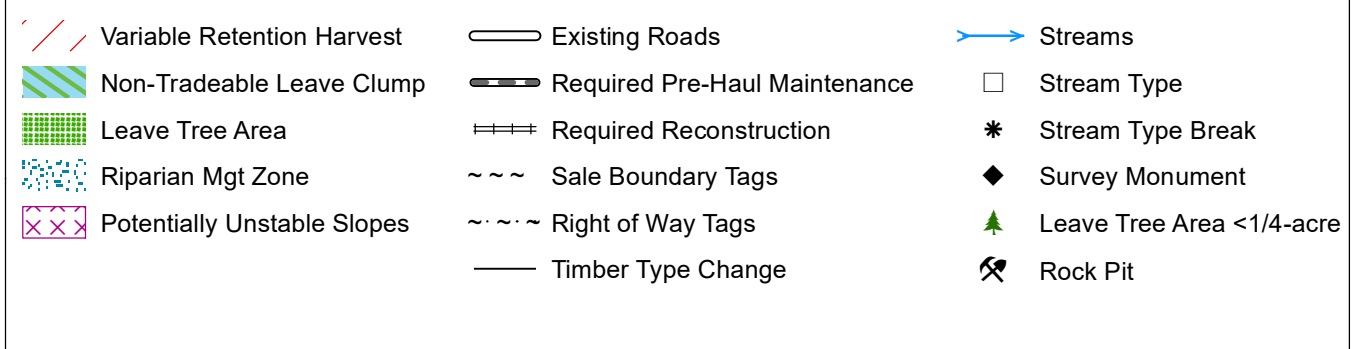 Variable Retention Harvest
Non-Tradeable Leave Clump
Leave Tree Area
Riparian Mgt Zone
Potentially Unstable Slopes
Existing Roads
Required Pre-Haul Maintenance
Required Reconstruction
Sale Boundary Tags
Right of Way Tags
Timber Type Change
Streams
Stream Type
Stream Type Break
Survey Monument
Leave Tree Area <1/4-acre
Rock Pit